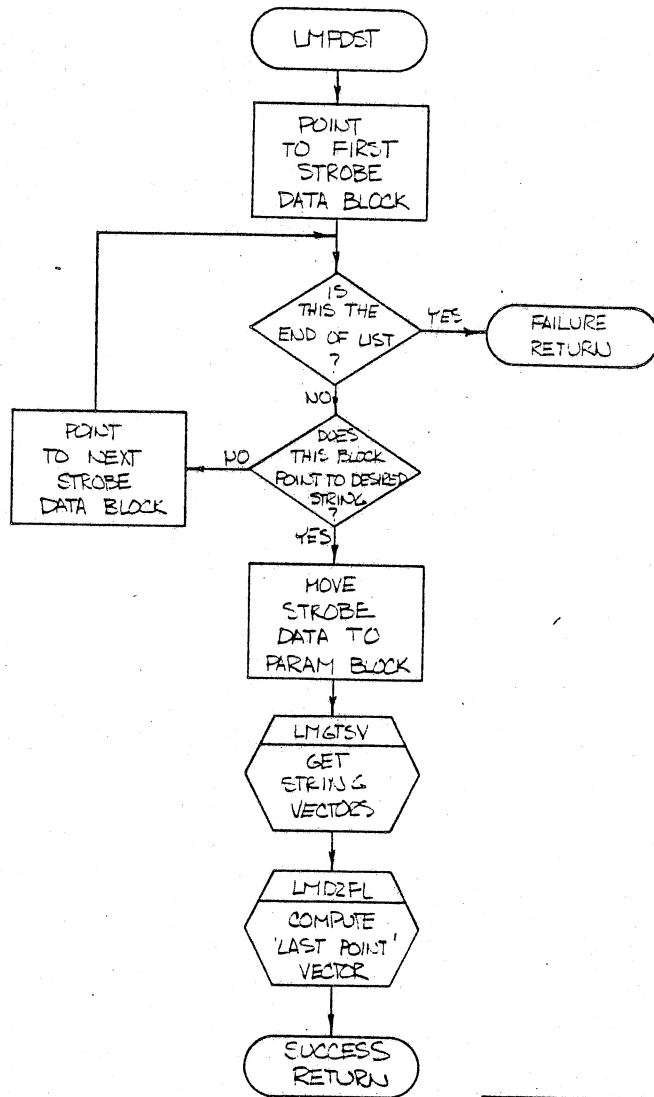 LMFDST
POINT
TO FIRST
STROBE
DATA BLOCK
IS
THIS THE
END OF LIST
?
YES
FAILURE
RETURN
NO
DOES
THIS BLOCK
POINT TO DESIRED
STRING
?
NO
POINT
TO NEXT
STROBE
DATA BLOCK
YES
MOVE
STROBE
DATA TO
PARAM BLOCK
LMGTSV
GET
STRING
VECTORS
LMD2FL
COMPUTE
'LAST POINT'
VECTOR
SUCCESS
RETURN